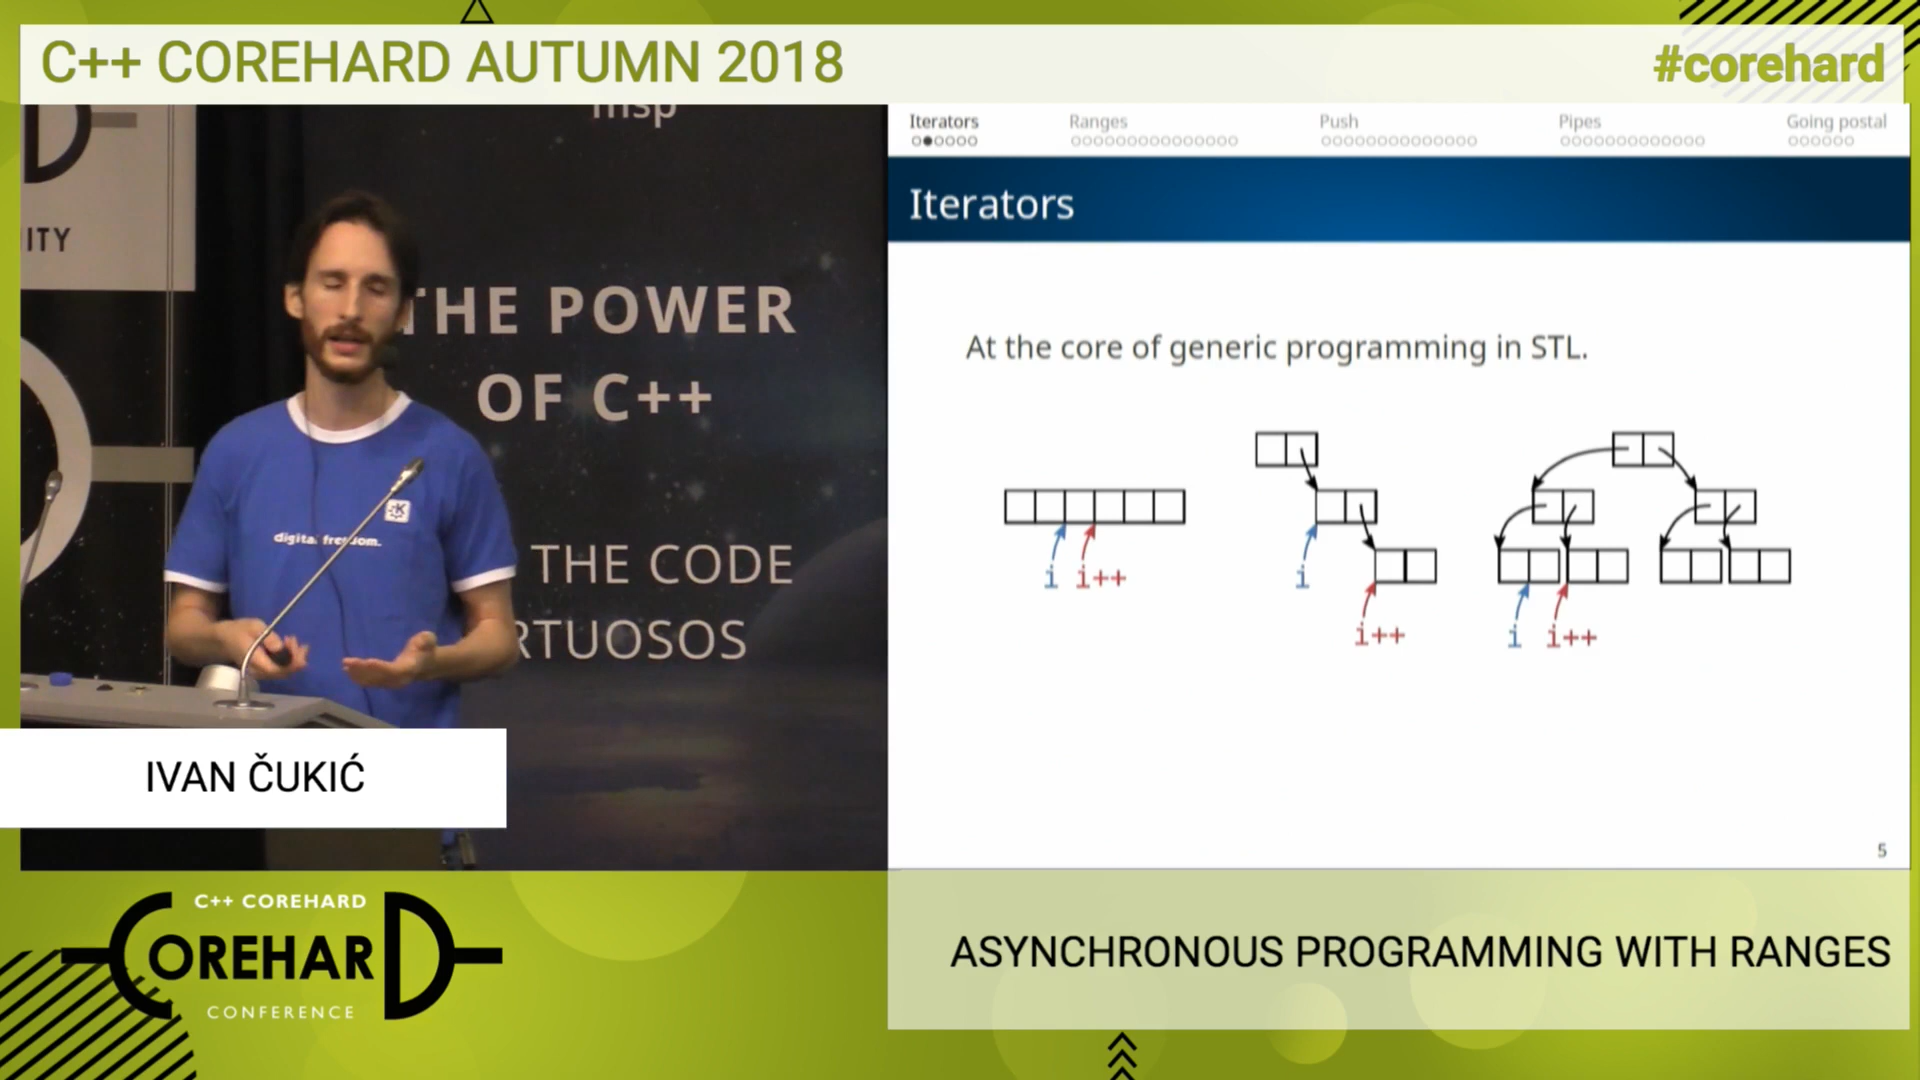 C++ COREHARD AUTUMN 2018
#corehard
msp
ITY
THE POWER
OF C++
THE CODE
RTUOSOS
digital freedom.
K
IVAN ČUKIĆ
C++ COREHARD
COREHARD
CONFERENCE
Iterators Ranges Push Pipes Going postal
Iterators
At the core of generic programming in STL.
i i++
i
i++
i i++
5
ASYNCHRONOUS PROGRAMMING WITH RANGES